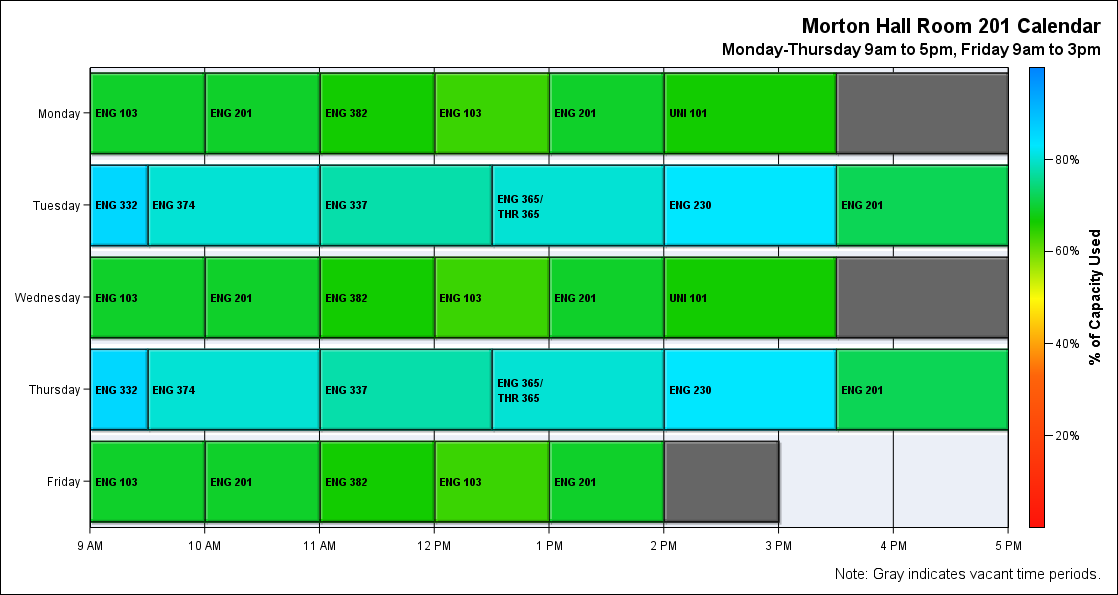 Morton Hall Room 201 Calendar
Monday-Thursday 9am to 5pm, Friday 9am to 3pm
Monday
ENG 103
ENG 201
ENG 382
ENG 103
ENG 201
UNI 101
Tuesday
ENG 332
ENG 374
ENG 337
ENG 365/
THR 365
ENG 230
ENG 201
Wednesday
ENG 103
ENG 201
ENG 382
ENG 103
ENG 201
UNI 101
Thursday
ENG 332
ENG 374
ENG 337
ENG 365/
THR 365
ENG 230
ENG 201
Friday
ENG 103
ENG 201
ENG 382
ENG 103
ENG 201
9 AM
10 AM
11 AM
12 PM
1 PM
2 PM
3 PM
4 PM
5 PM
80%
60%
40%
20%
% of Capacity Used
Note: Gray indicates vacant time periods.